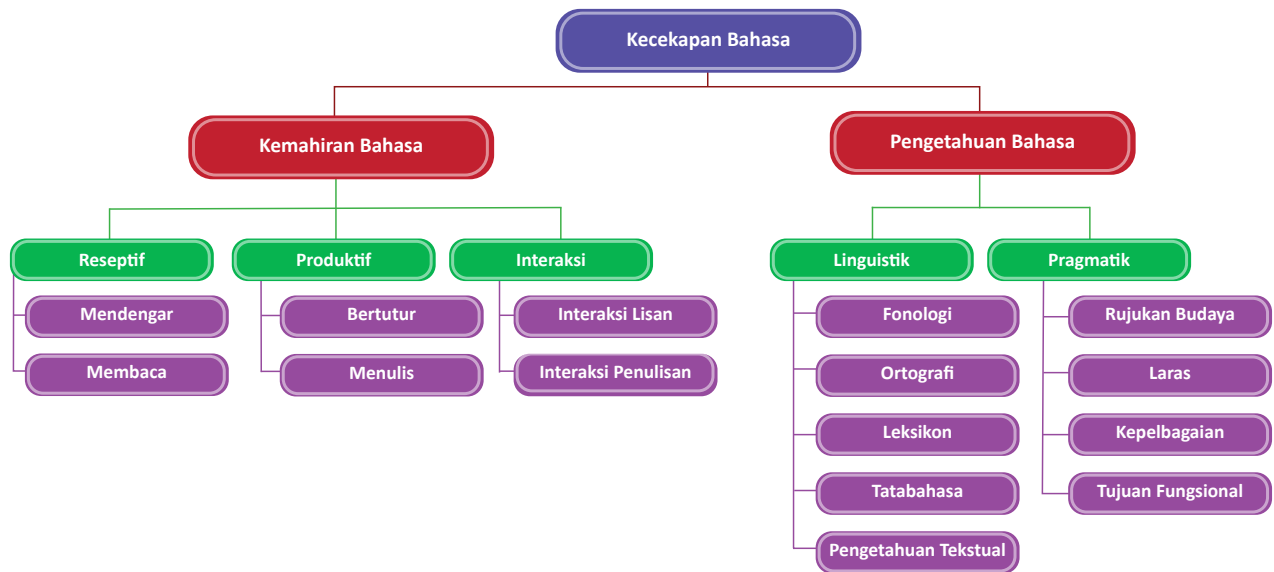 Kecekapan Bahasa
Kemahiran Bahasa
Pengetahuan Bahasa
Reseptif
Produktif
Interaksi
Linguistik
Pragmatik
Mendengar
Membaca
Bertutur
Menulis
Interaksi Lisan
Interaksi Penulisan
Fonologi
Ortografi
Leksikon
Tatabahasa
Pengetahuan Tekstual
Rujukan Budaya
Laras
Kepelbagaian
Tujuan Fungsional